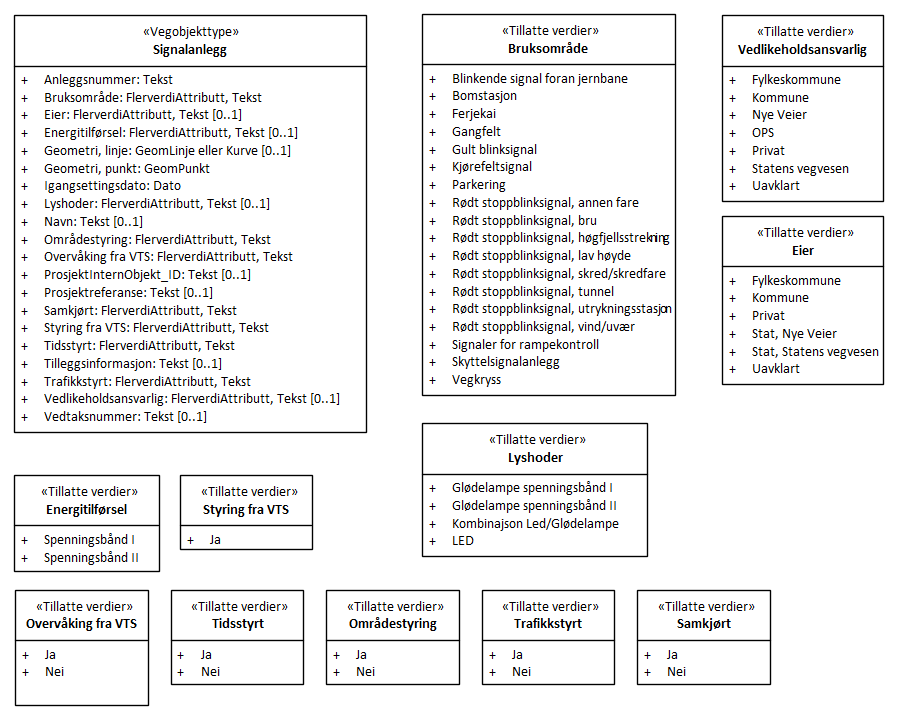 «Vegobjekttype»
Signalanlegg
+ Anleggsnummer: Tekst
+ Bruksområde: FlerverdiAttributt, Tekst
+ Eier: FlerverdiAttributt, Tekst [0..1]
+ Energitilførsel: FlerverdiAttributt, Tekst [0..1]
+ Geometri, linje: GeomLinje eller Kurve [0..1]
+ Geometri, punkt: GeomPunkt
+ Igangsettingsdato: Dato
+ Lyshoder: FlerverdiAttributt, Tekst [0..1]
+ Navn: Tekst [0..1]
+ Områdestyring: FlerverdiAttributt, Tekst
+ Overvåking fra VTS: FlerverdiAttributt, Tekst
+ ProsjektInternObjekt_ID: Tekst [0..1]
+ Prosjektreferanse: Tekst [0..1]
+ Samkjørt: FlerverdiAttributt, Tekst
+ Styring fra VTS: FlerverdiAttributt, Tekst
+ Tidsstyrt: FlerverdiAttributt, Tekst
+ Tilleggsinformasjon: Tekst [0..1]
+ Trafikkstyrt: FlerverdiAttributt, Tekst
+ Vedlikeholdsansvarlig: FlerverdiAttributt, Tekst [0..1]
+ Vedtaksnummer: Tekst [0..1]
«Tillatte verdier»
Bruksområde
+ Blinkende signal foran jernbane
+ Bomstasjon
+ Ferjekai
+ Gangfelt
+ Gult blinksignal
+ Kjørefeltsignal
+ Parkering
+ Rødt stoppblinksignal, annen fare
+ Rødt stoppblinksignal, bru
+ Rødt stoppblinksignal, høgfjellsstrekning
+ Rødt stoppblinksignal, lav høyde
+ Rødt stoppblinksignal, skred/skredfare
+ Rødt stoppblinksignal, tunnel
+ Rødt stoppblinksignal, utrykningsstasjon
+ Rødt stoppblinksignal, vind/uvær
+ Signaler for rampekontroll
+ Skyttelsignalanlegg
+ Vegkryss
«Tillatte verdier»
Vedlikeholdsansvarlig
+ Fylkeskommune
+ Kommune
+ Nye Veier
+ OPS
+ Privat
+ Statens vegvesen
+ Uavklart
«Tillatte verdier»
Eier
+ Fylkeskommune
+ Kommune
+ Privat
+ Stat, Nye Veier
+ Stat, Statens vegvesen
+ Uavklart
«Tillatte verdier»
Lyshoder
+ Glødelampe spenningsbånd I
+ Glødelampe spenningsbånd II
+ Kombinajson Led/Glødelampe
+ LED
«Tillatte verdier»
Energitilførsel
+ Spenningsbånd I
+ Spenningsbånd II
«Tillatte verdier»
Styring fra VTS
+ Ja
«Tillatte verdier»
Overvåking fra VTS
+ Ja
+ Nei
«Tillatte verdier»
Tidsstyrt
+ Ja
+ Nei
«Tillatte verdier»
Områdestyring
+ Ja
+ Nei
«Tillatte verdier»
Trafikkstyrt
+ Ja
+ Nei
«Tillatte verdier»
Samkjørt
+ Ja
+ Nei